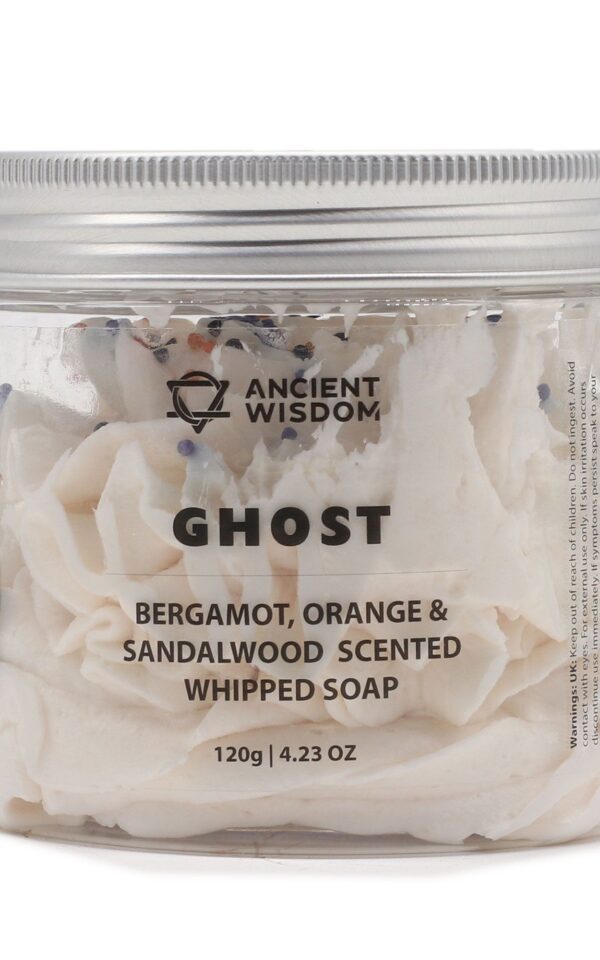 ANCIENT
WISDOM
GHOST
BERGAMOT, ORANGE &
SANDALWOOD SCENTED
WHIPPED SOAP
120g | 4.23 OZ
Warnings: UK: Keep out of reach of children. Do not ingest. Avoid
contact with eyes. For external use only. If skin irritation occurs
discontinue use immediately. If symptoms persist speak to your